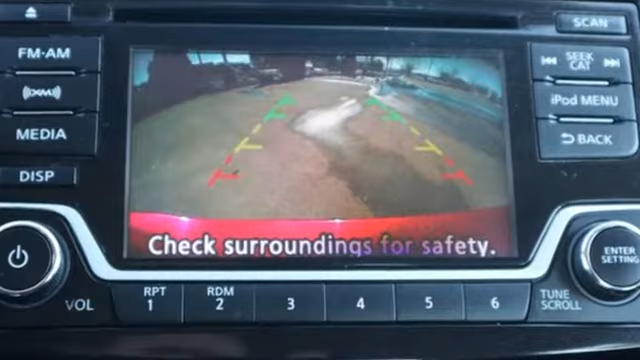 SCAN
FM·AM
SEEK
CAT
((XM))
iPod MENU
MEDIA
BACK
DISP
Check surroundings for safety.
ENTER
SETTING
VOL
RPT
1
RDM
2
3
4
5
6
TUNE
SCROLL